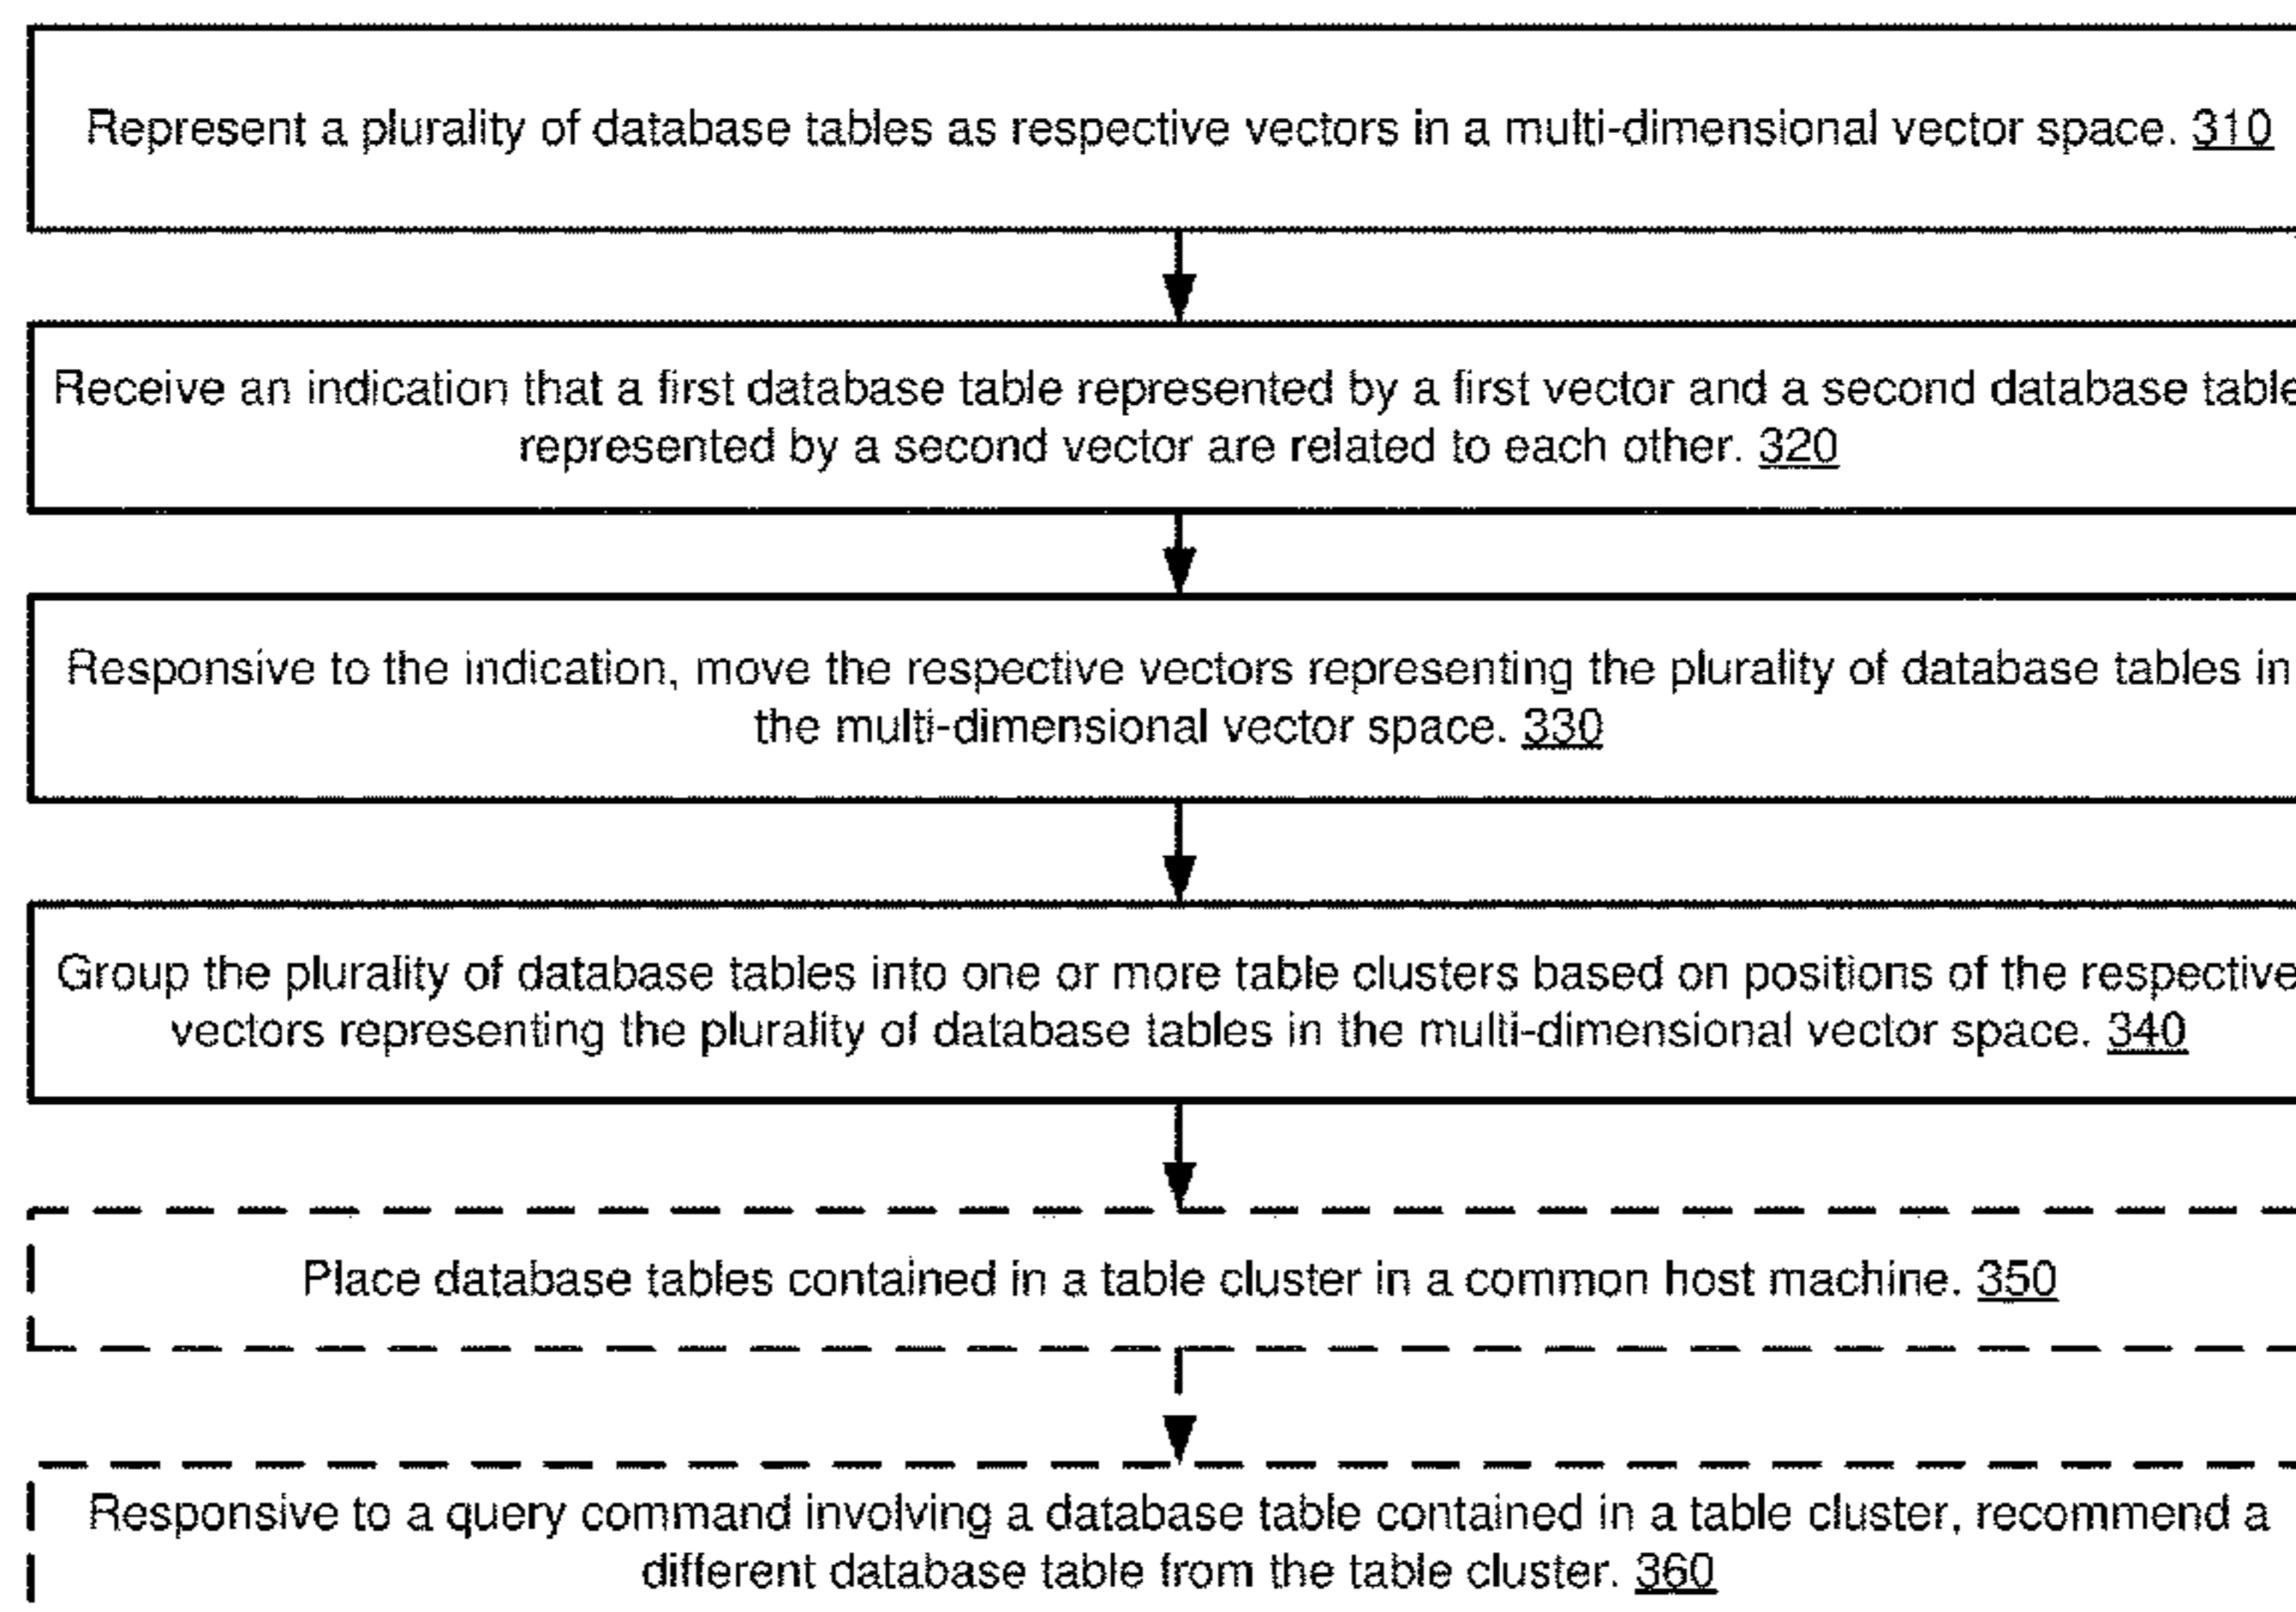 Represent a plurality of database tables as respective vectors in a multi-dimensional vector space. 310
Receive an indication that a first database table represented by a first vector and a second database table
represented by a second vector are related to each other. 320
Responsive to the indication, move the respective vectors representing the plurality of database tables in
the multi-dimensional vector space. 330
Group the plurality of database tables into one or more table clusters based on positions of the respective
vectors representing the plurality of database tables in the multi-dimensional vector space. 340
Place database tables contained in a table cluster in a common host machine. 350
Responsive to a query command involving a database table contained in a table cluster, recommend a
different database table from the table cluster. 360